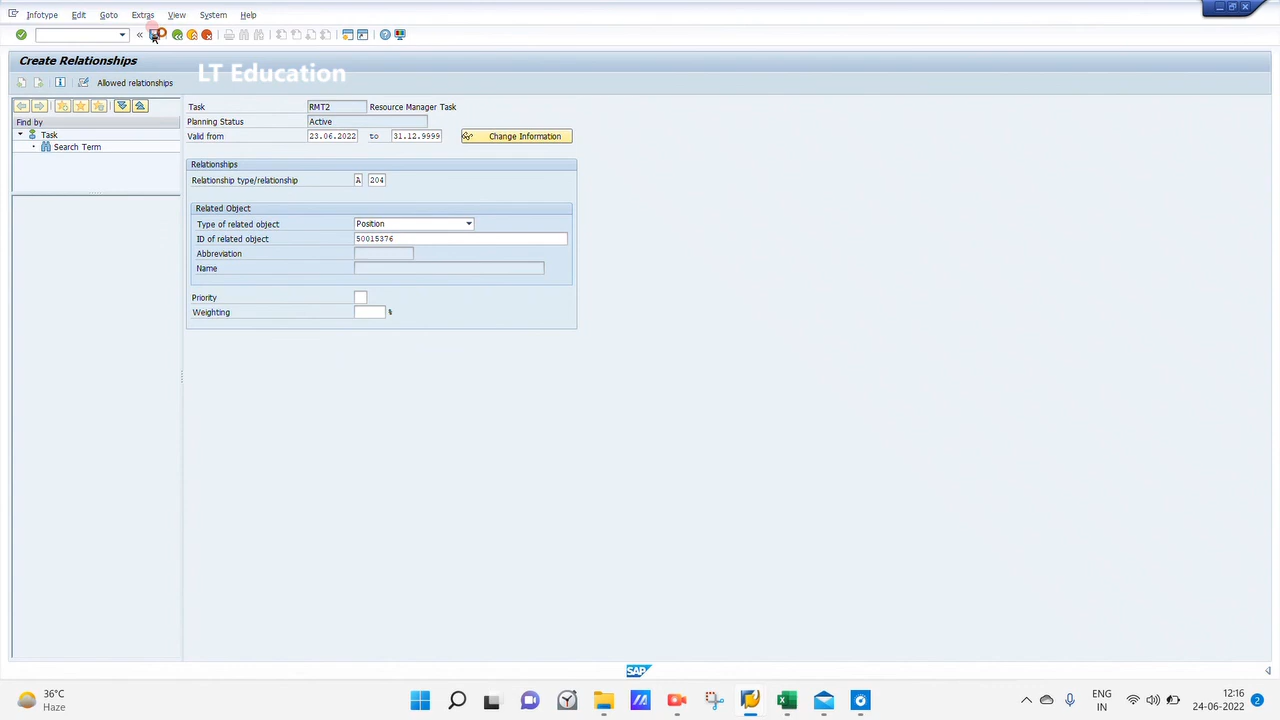 Infotype Edit Goto Extras View System Help
Create Relationships
Allowed relationships
LT Education
Find by
Task
Search Term
Task RMT2 Resource Manager Task
Planning Status Active
Valid from 23.06.2022 to 31.12.9999 Change Information
Relationships
Relationship type/relationship A 204
Related Object
Type of related object Position
ID of related object 50015376
Abbreviation
Name
Priority
Weighting %
SAP
36°C
Haze
ENG
IN
12:16
24-06-2022
2